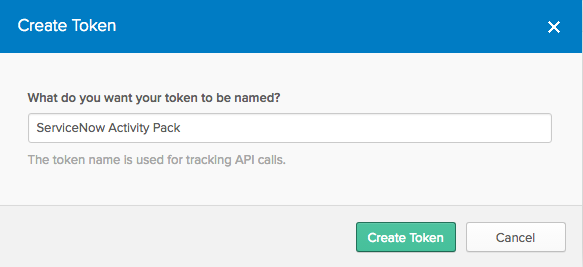 Create Token
What do you want your token to be named?
ServiceNow Activity Pack
The token name is used for tracking API calls.
Create Token
Cancel